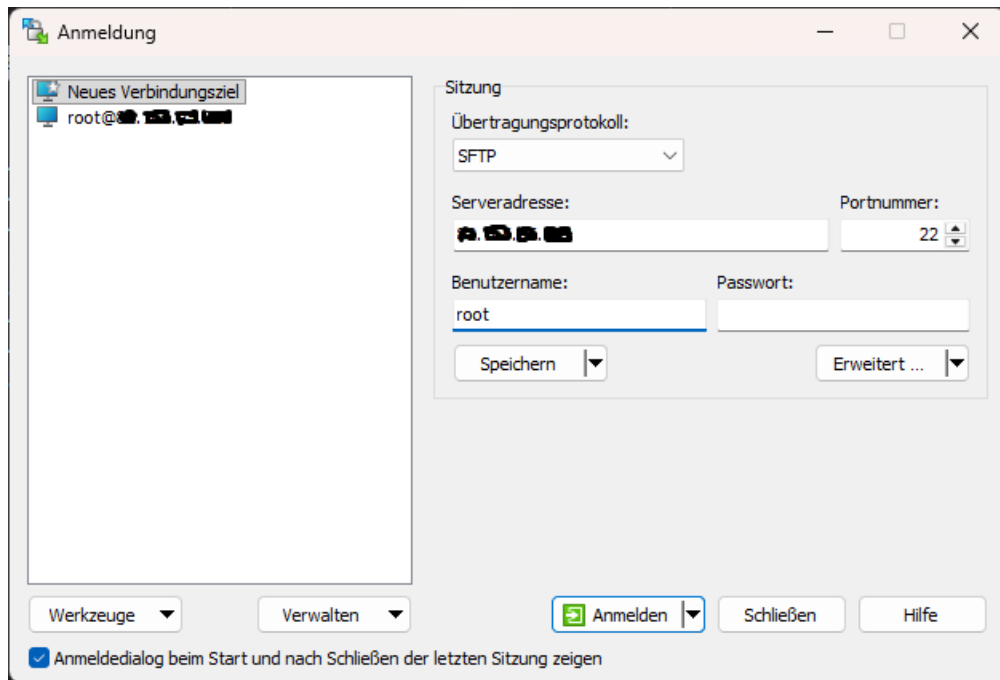 Anmeldung
Neues Verbindungsziel
root@
Sitzung
Übertragungsprotokoll:
SFTP
Serveradresse: Portnummer:
22
Benutzername: Passwort:
root
Speichern Erweitert ...
Werkzeuge Verwalten Anmelden Schließen Hilfe
Anmeldedialog beim Start und nach Schließen der letzten Sitzung zeigen